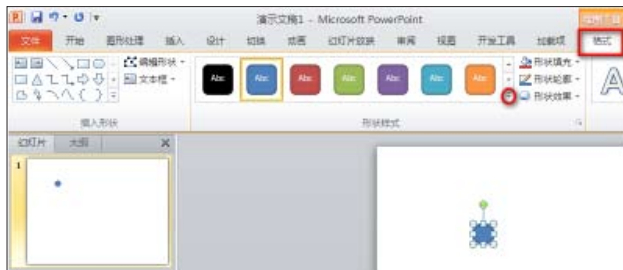 演示文稿1 - Microsoft PowerPoint
绘图工具
文件 开始 图形处理 插入 设计 切换 动画 幻灯片放映 审阅 视图 开发工具 加载项 格式
编辑形状
文本框
Abc Abc Abc Abc Abc Abc Abc
形状填充
形状轮廓
形状效果
A
插入形状 形状样式
幻灯片 大纲
1